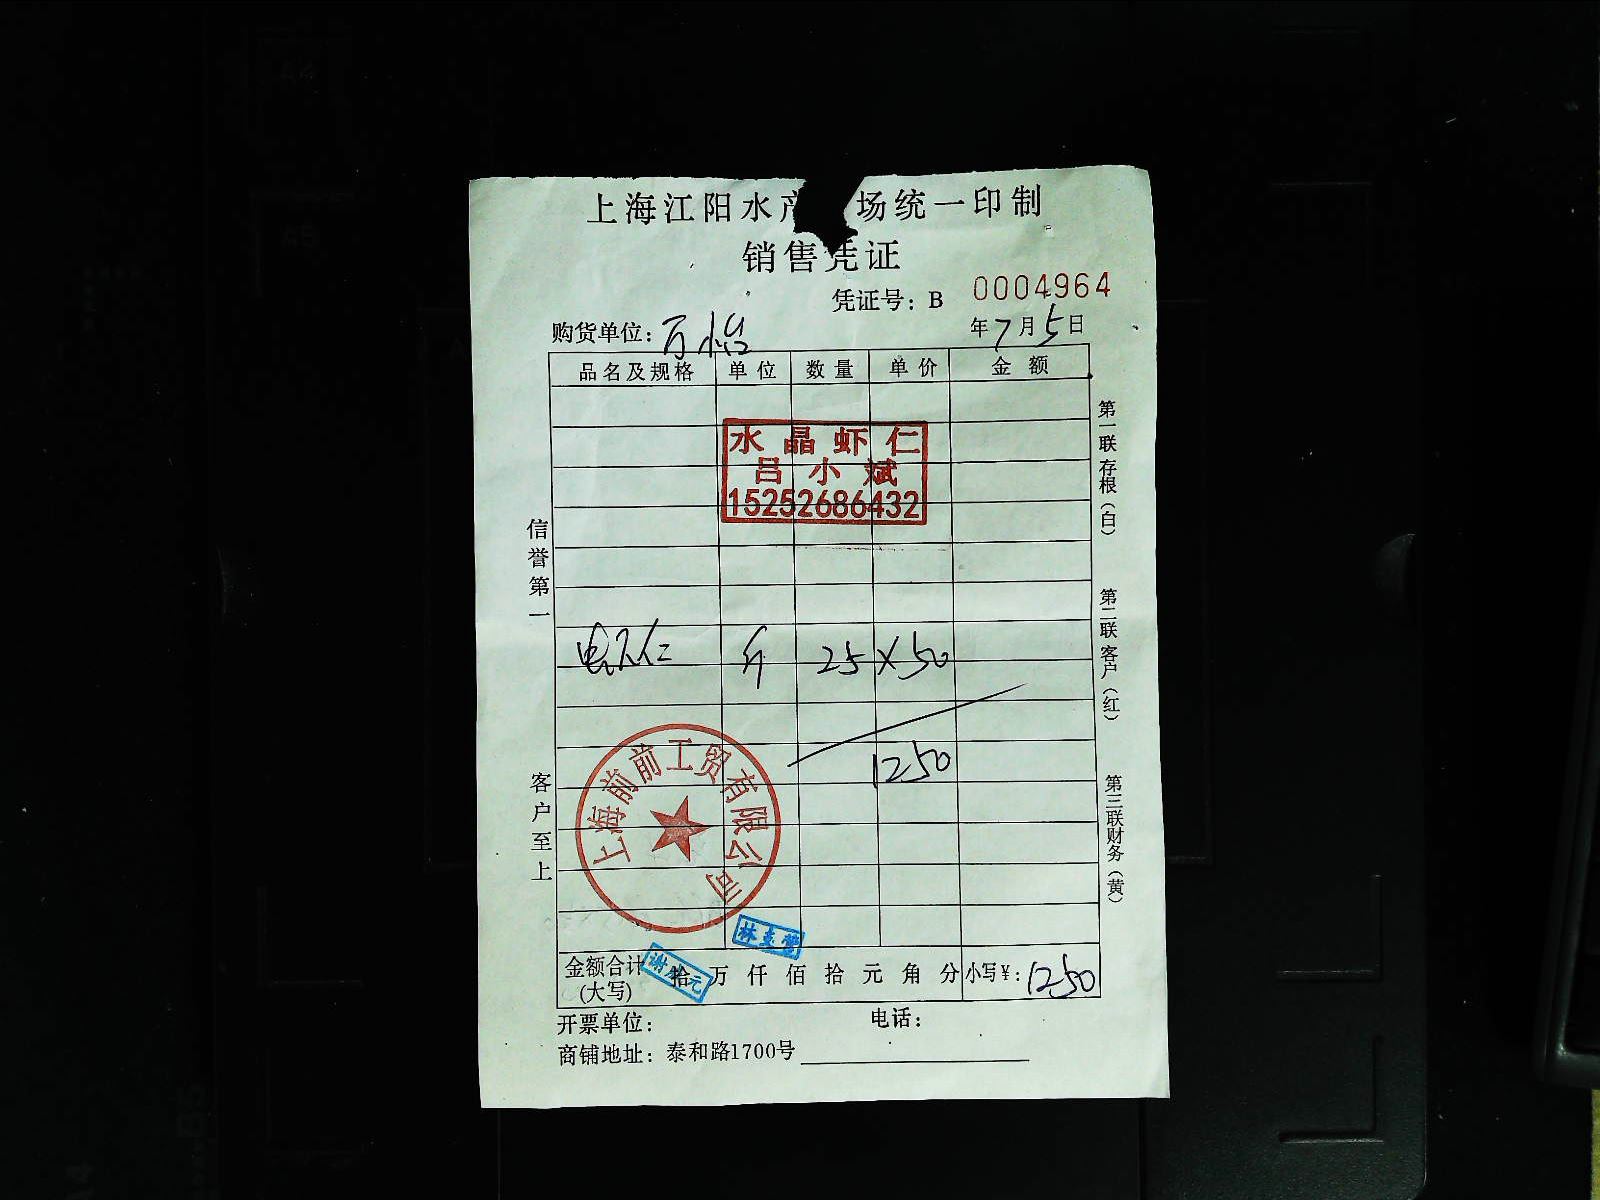 上海江阳水产 场统一印制
销售凭证
凭证号：B 0004964
购货单位：万怡
年7月5日
品名及规格 单位 数量 单价 金额
水晶虾仁
吕小斌
15252686432
仁 斤 25×50
1250
上海前前工贸有限公司
信誉第一
客户至上
第一联存根（白）
第二联客户（红）
第三联财务（黄）
金额合计(大写) 拾万仟佰拾元角分 小写¥：1250
开票单位：
电话：
商铺地址：泰和路1700号